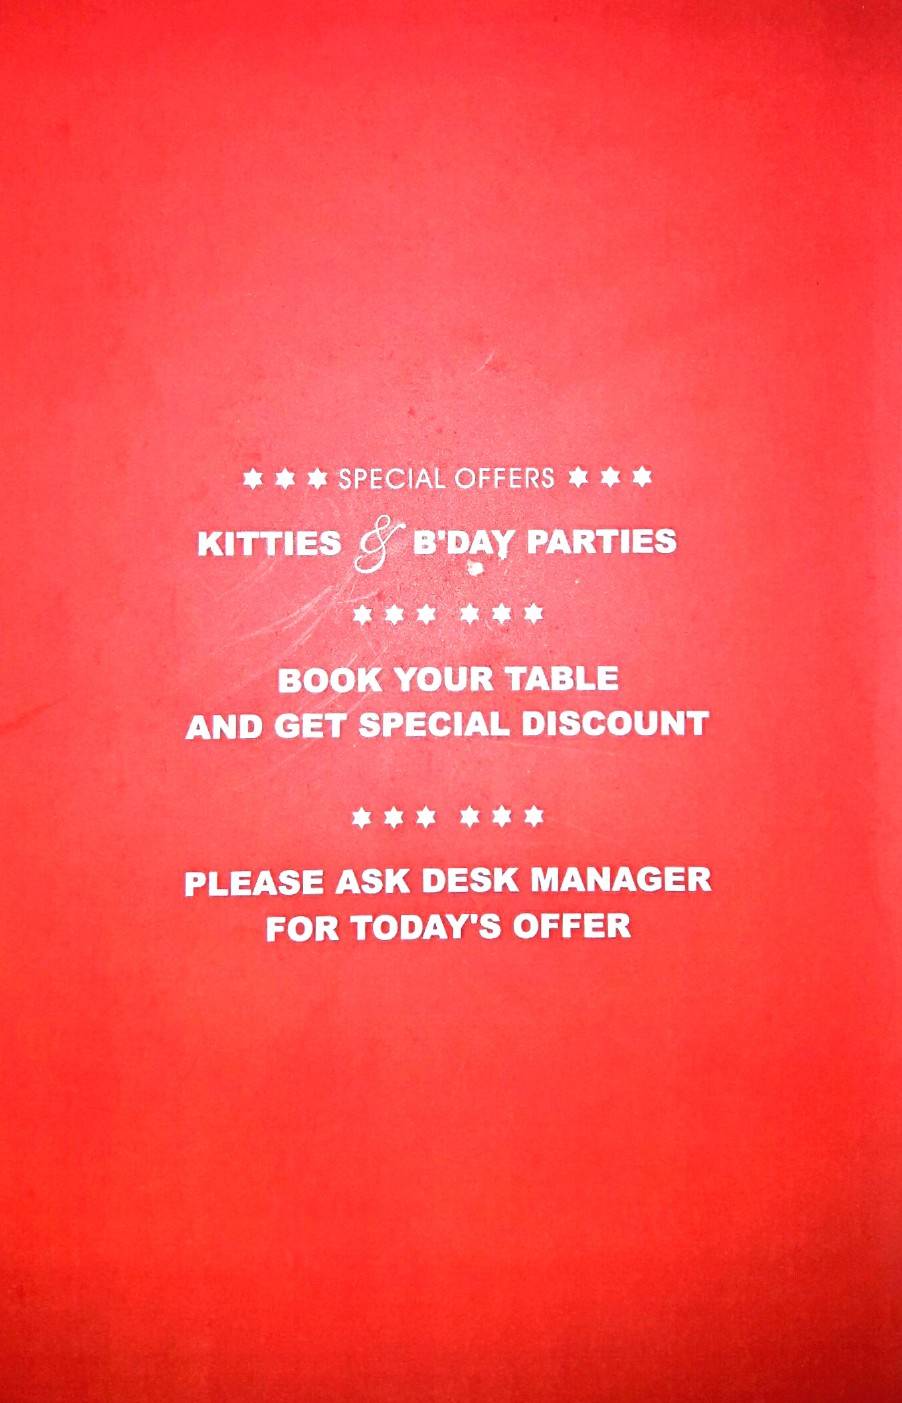 SPECIAL OFFERS
KITTIES & B'DAY PARTIES
BOOK YOUR TABLE
AND GET SPECIAL DISCOUNT
PLEASE ASK DESK MANAGER
FOR TODAY'S OFFER